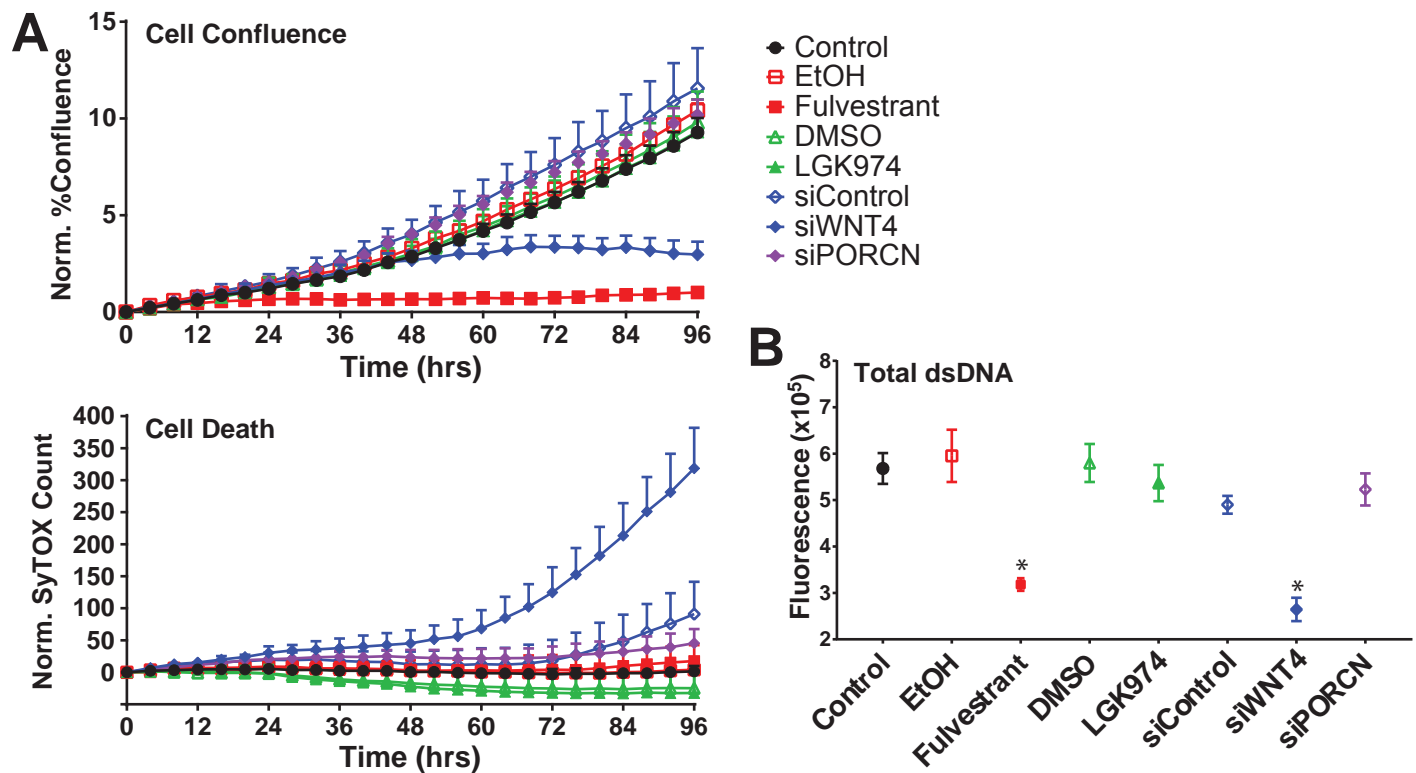 A
Cell Confluence
Norm. %Confluence
15
10
5
0
0 12 24 36 48 60 72 84 96
Time (hrs)
Control
EtOH
Fulvestrant
DMSO
LGK974
siControl
siWNT4
siPORCN
Cell Death
Norm. SyTOX Count
400
350
300
250
200
150
100
50
0
0 12 24 36 48 60 72 84 96
Time (hrs)
B
Total dsDNA
Fluorescence (x10⁵)
8
7
6
5
4
3
2
*
*
Control
EtOH
Fulvestrant
DMSO
LGK974
siControl
siWNT4
siPORCN